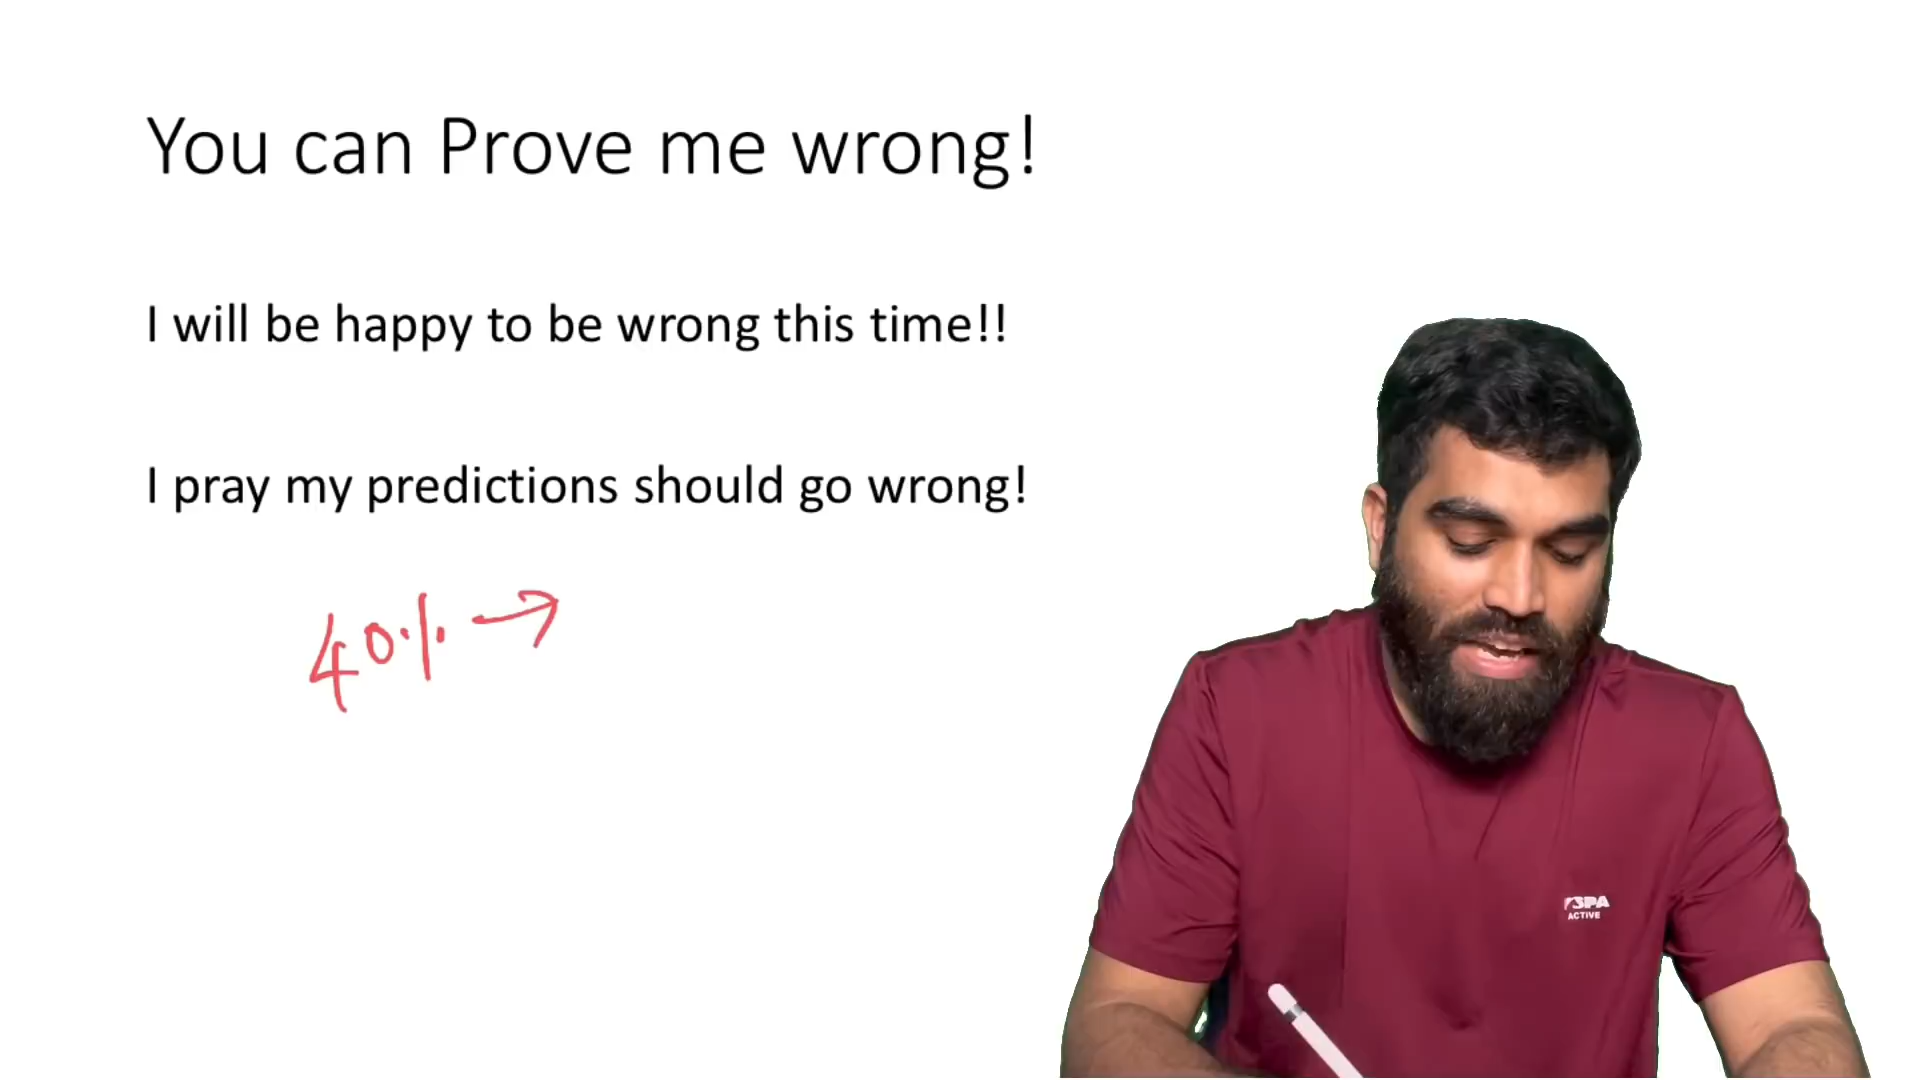 You can Prove me wrong!
I will be happy to be wrong this time!!
I pray my predictions should go wrong!
40% →
ACTIVE